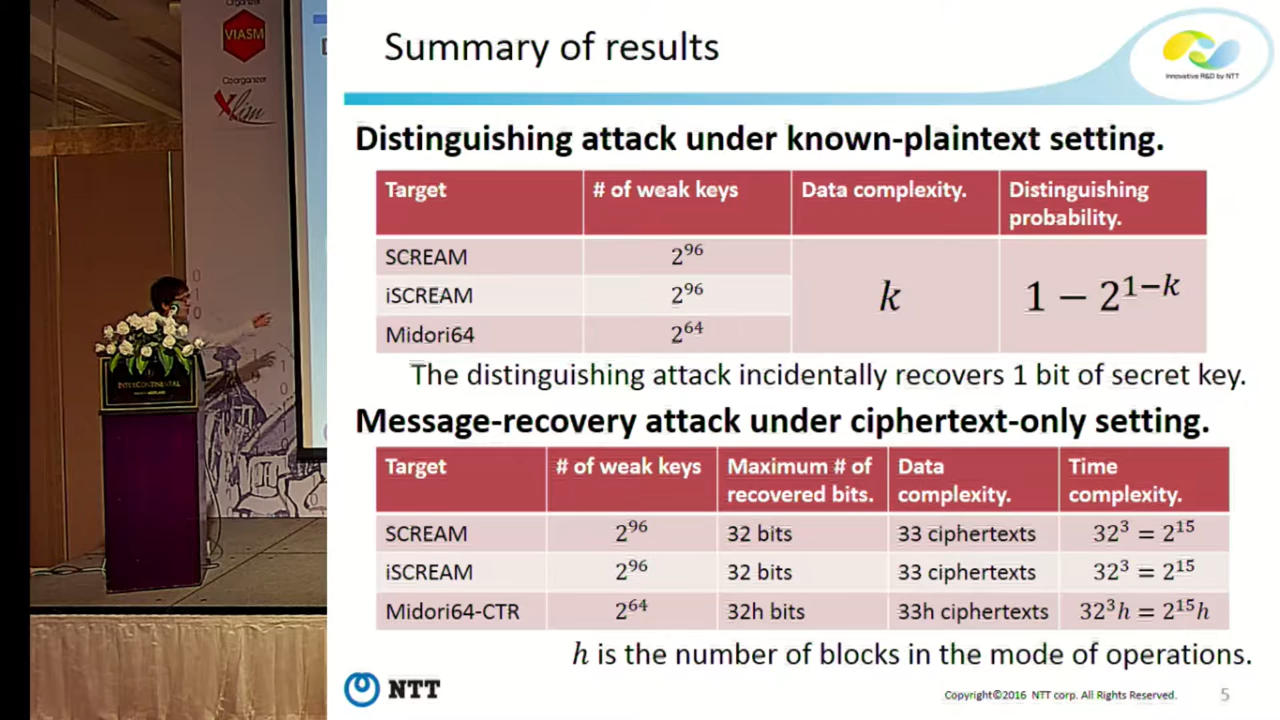 Organizer
VIASM
Co-organizer
Xlim
INTERCONTINENTAL
Summary of results
Innovative R&D by NTT
Distinguishing attack under known-plaintext setting.
Target # of weak keys Data complexity. Distinguishing probability.
SCREAM 2^96 k 1 − 2^{1−k}
iSCREAM 2^96
Midori64 2^64
The distinguishing attack incidentally recovers 1 bit of secret key.
Message-recovery attack under ciphertext-only setting.
Target # of weak keys Maximum # of recovered bits. Data complexity. Time complexity.
SCREAM 2^96 32 bits 33 ciphertexts 32^3 = 2^15
iSCREAM 2^96 32 bits 33 ciphertexts 32^3 = 2^15
Midori64-CTR 2^64 32h bits 33h ciphertexts 32^3h = 2^15h
h is the number of blocks in the mode of operations.
NTT
Copyright©2016 NTT corp. All Rights Reserved.
5